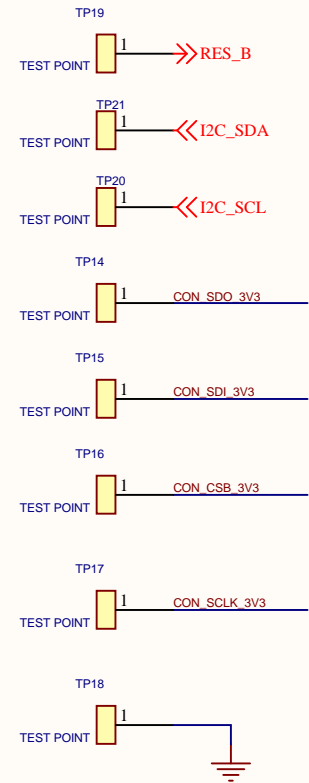 TP19
1
RES_B
TEST POINT
TP21
1
I2C_SDA
TEST POINT
TP20
1
I2C_SCL
TEST POINT
TP14
1
CON_SDO_3V3
TEST POINT
TP15
1
CON_SDI_3V3
TEST POINT
TP16
1
CON_CSB_3V3
TEST POINT
TP17
1
CON_SCLK_3V3
TEST POINT
TP18
1
TEST POINT